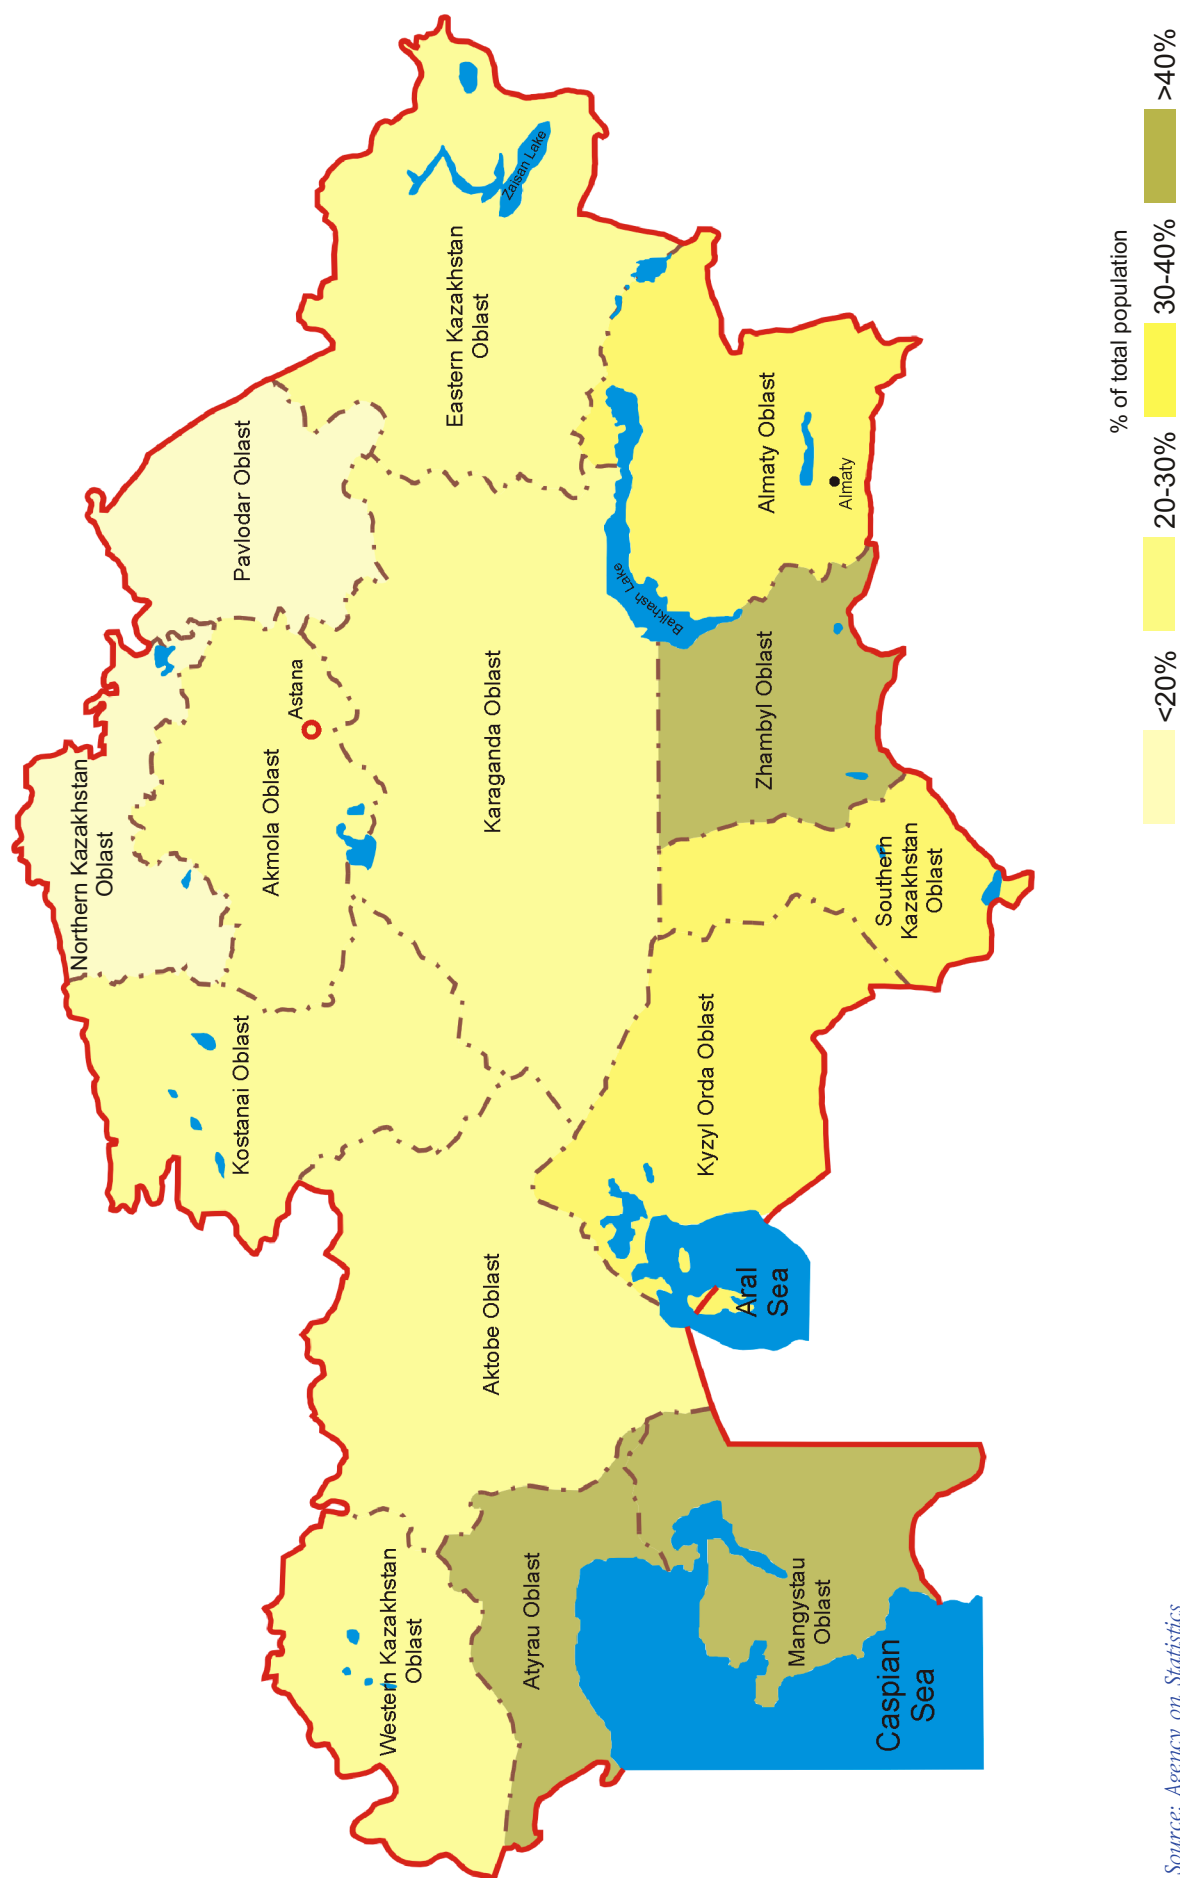 Northern Kazakhstan
Oblast
Pavlodar Oblast
Kostanai Oblast
Akmola Oblast
Astana
Western Kazakhstan
Oblast
Aktobe Oblast
Karaganda Oblast
Eastern Kazakhstan
Oblast
Zaisan Lake
Atyrau Oblast
Balkhash Lake
Mangystau
Oblast
Aral
Sea
Kyzyl Orda Oblast
Zhambyl Oblast
Almaty Oblast
Almaty
Caspian
Sea
Southern
Kazakhstan
Oblast
% of total population
<20%
20-30%
30-40%
>40%
Source: Agency on Statistics